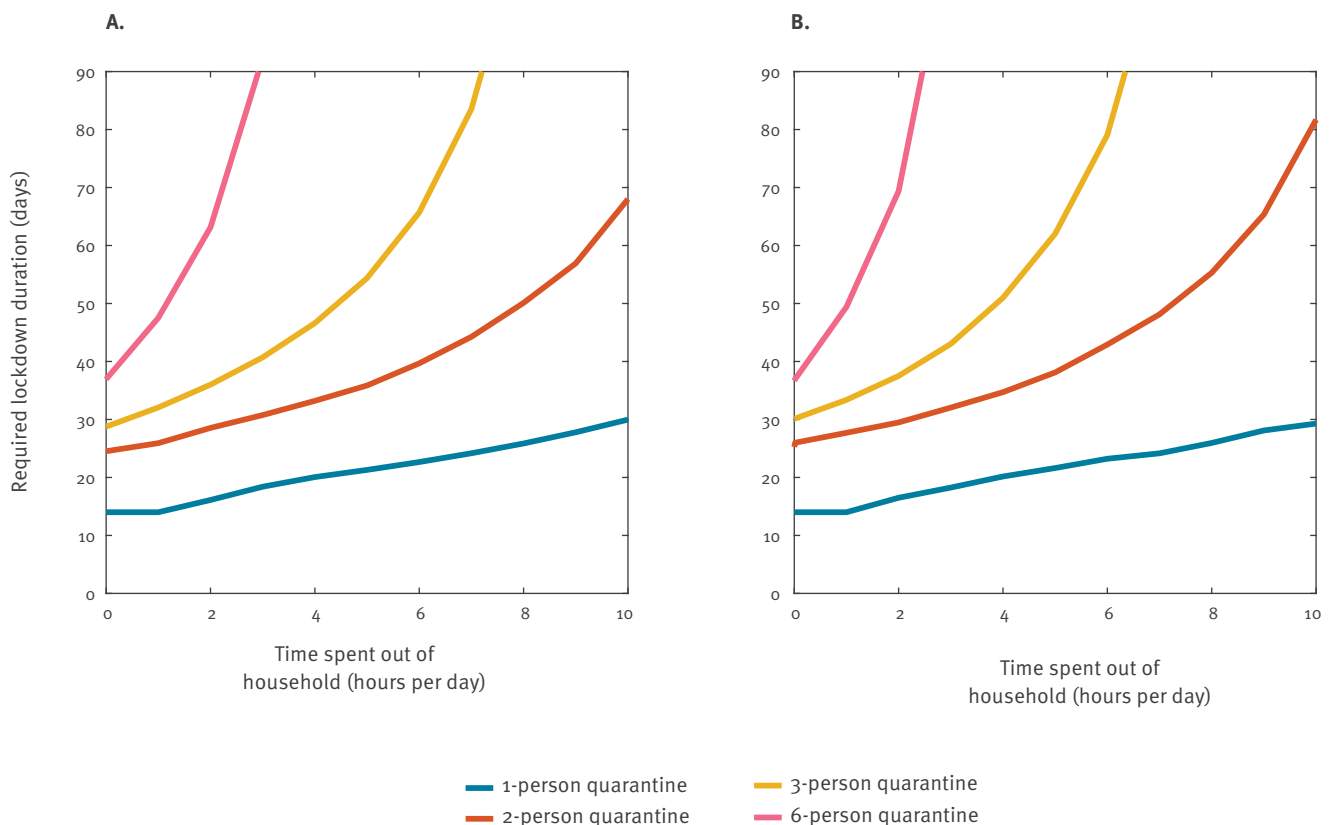 A.
Required lockdown duration (days)
90
80
70
60
50
40
30
20
10
0
0 2 4 6 8 10
Time spent out of
household (hours per day)
B.
90
80
70
60
50
40
30
20
10
0
0 2 4 6 8 10
Time spent out of
household (hours per day)
1-person quarantine
2-person quarantine
3-person quarantine
6-person quarantine